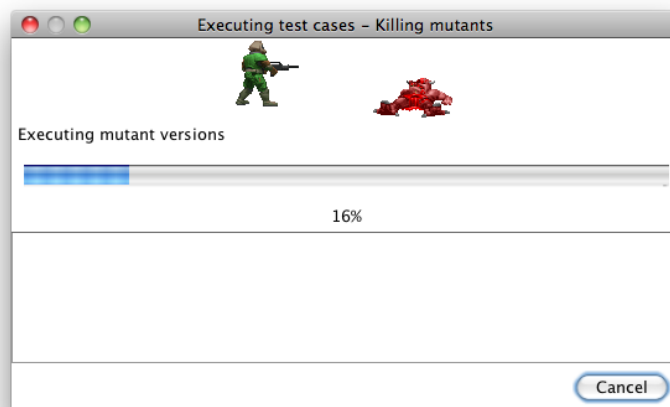 Executing test cases – Killing mutants
Executing mutant versions
16%
Cancel